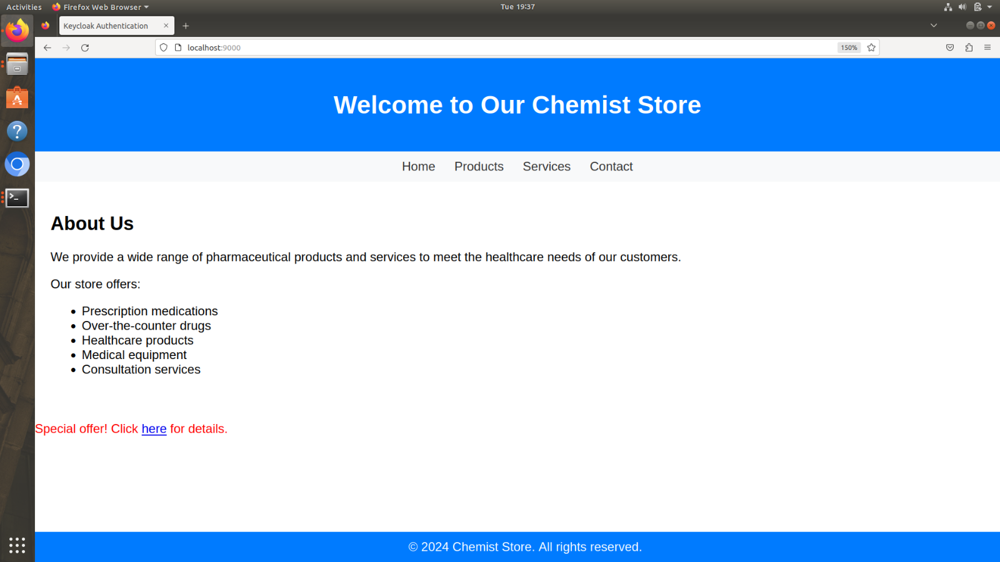 Activities Firefox Web Browser Tue 19:37
Keycloak Authentication
localhost:9000 150%
Welcome to Our Chemist Store
Home Products Services Contact
About Us
We provide a wide range of pharmaceutical products and services to meet the healthcare needs of our customers.
Our store offers:
• Prescription medications
• Over-the-counter drugs
• Healthcare products
• Medical equipment
• Consultation services
Special offer! Click here for details.
© 2024 Chemist Store. All rights reserved.